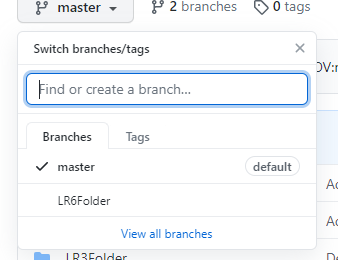 master 2 branches 0 tags
Switch branches/tags
OV:r
Find or create a branch...
Branches Tags
master default
Ac
LR6Folder
Ac
View all branches
LR3Folder De